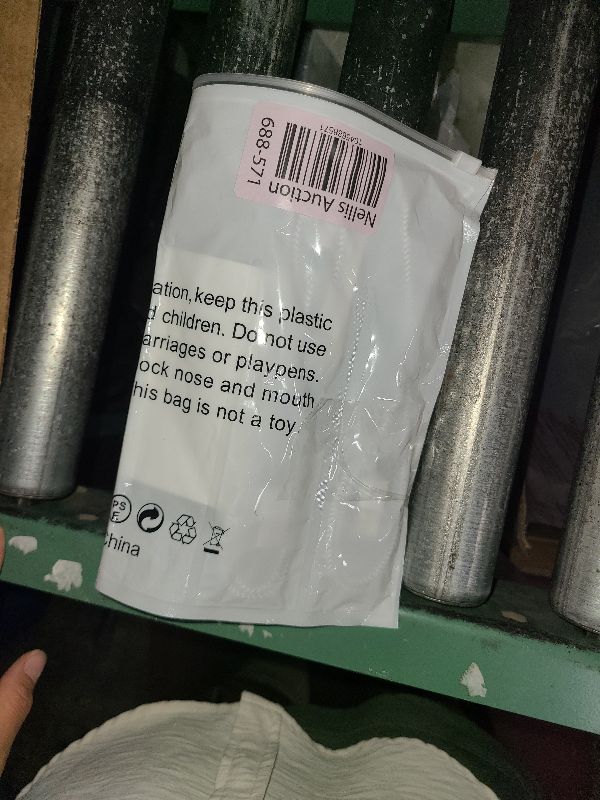 Nellis Auction
688-571
ation, keep this plastic
d children. Do not use
arriages or playpens.
ock nose and mouth
his bag is not a toy
PS
E
China